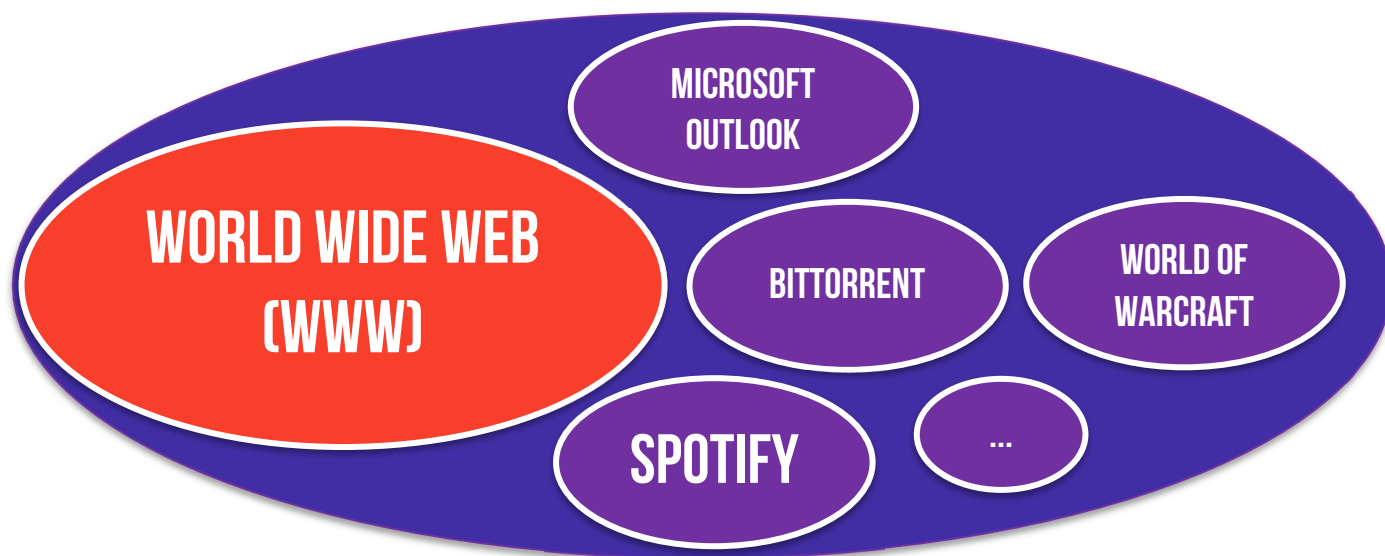 MICROSOFT
OUTLOOK
WORLD WIDE WEB
(WWW)
BITTORRENT
WORLD OF
WARCRAFT
SPOTIFY
...